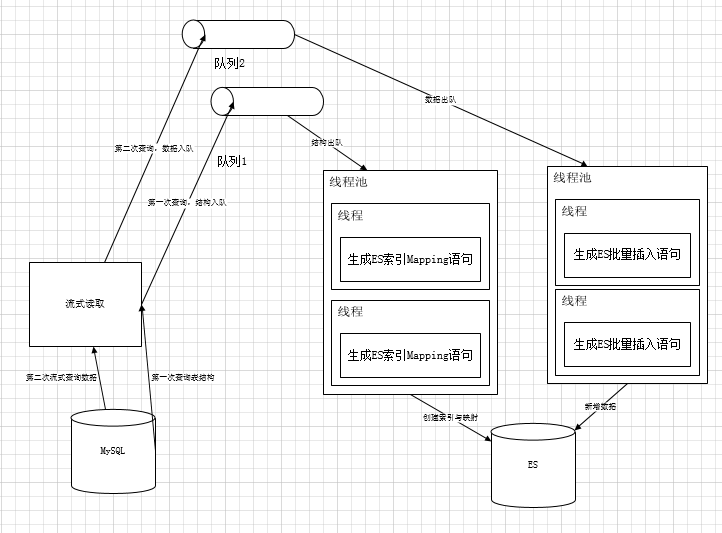 队列2
数据出队
结构出队
第二次查询，数据入队
队列1
线程池
线程池
第一次查询，结构入队
线程
线程
生成ES索引Mapping语句
生成ES批量插入语句
流式读取
线程
线程
生成ES索引Mapping语句
生成ES批量插入语句
第二次流式查询数据
第一次查询表结构
新增数据
创建索引与映射
MySQL
ES